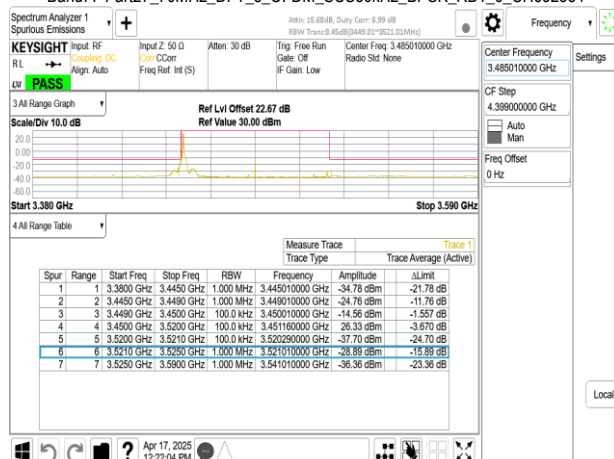 Spectrum Analyzer 1
Spurious Emissions
Attn: 15.68dB, Duty Corr: 6.99 dB
RBW Tranc:8.45dB(3449.01~3521.01MHz)
Frequency
KEYSIGHT
Input: RF
Input Z: 50 Ω
Atten: 30 dB
Trig: Free Run
Center Freq: 3.485010000 GHz
RL
Coupling: DC
Corr CCorr
Gate: Off
Radio Std: None
Align: Auto
Freq Ref: Int (S)
IF Gain: Low
LXI
PASS
Center Frequency
3.485010000 GHz
Settings
CF Step
4.399000000 GHz
Auto
Man
Freq Offset
0 Hz
3 All Range Graph
Ref Lvl Offset 22.67 dB
Scale/Div 10.0 dB
Ref Value 30.00 dBm
20.0
0.00
-20.0
-40.0
-60.0
Start 3.380 GHz
Stop 3.590 GHz
4 All Range Table
Measure Trace
Trace 1
Trace Type
Trace Average (Active)
Spur Range Start Freq Stop Freq RBW Frequency Amplitude ΔLimit
1 1 3.3800 GHz 3.4450 GHz 1.000 MHz 3.445010000 GHz -34.78 dBm -21.78 dB
2 2 3.4450 GHz 3.4490 GHz 1.000 MHz 3.449010000 GHz -24.76 dBm -11.76 dB
3 3 3.4490 GHz 3.4500 GHz 100.0 kHz 3.450010000 GHz -14.56 dBm -1.557 dB
4 4 3.4500 GHz 3.5200 GHz 100.0 kHz 3.451160000 GHz 26.33 dBm -3.670 dB
5 5 3.5200 GHz 3.5210 GHz 100.0 kHz 3.520290000 GHz -37.70 dBm -24.70 dB
6 6 3.5210 GHz 3.5250 GHz 1.000 MHz 3.521010000 GHz -28.89 dBm -15.89 dB
7 7 3.5250 GHz 3.5900 GHz 1.000 MHz 3.541010000 GHz -36.36 dBm -23.36 dB
Local
Apr 17, 2025
12:22:04 PM